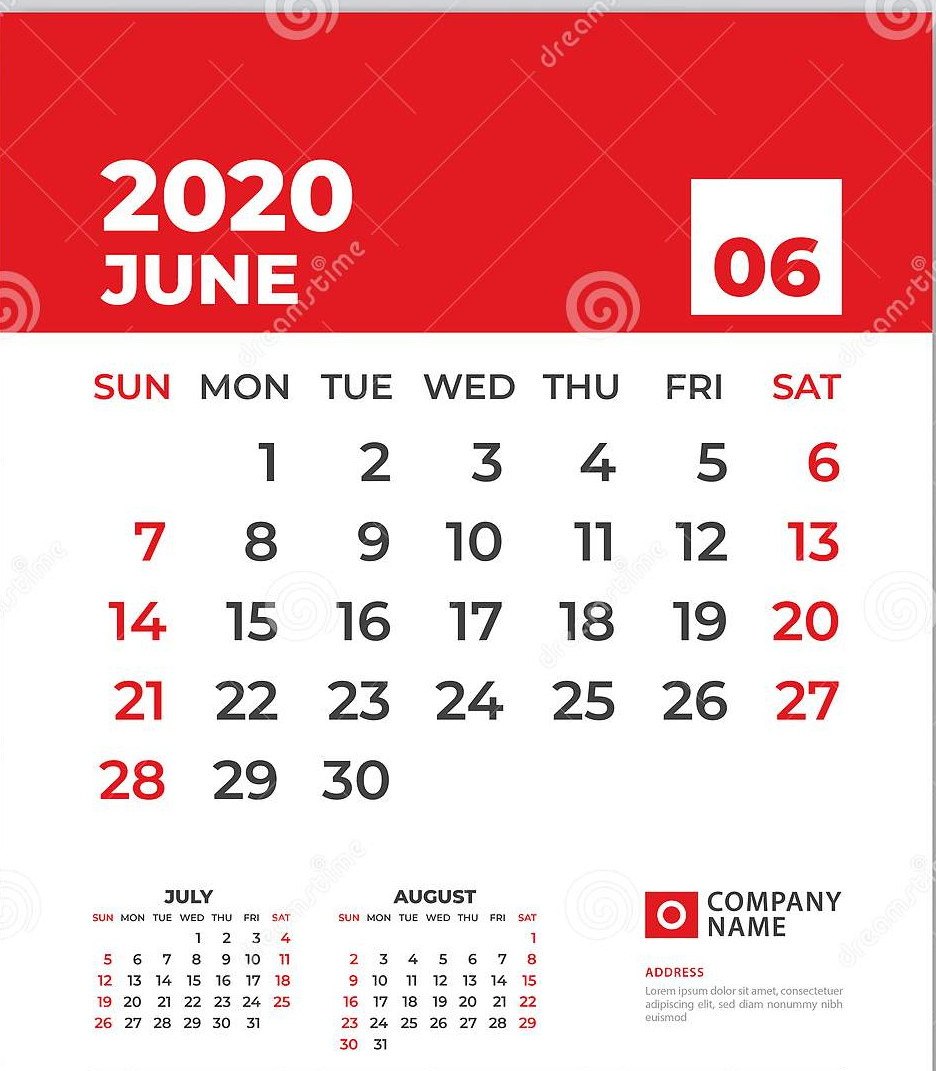 2020
JUNE
06
SUN MON TUE WED THU FRI SAT
1 2 3 4 5 6
7 8 9 10 11 12 13
14 15 16 17 18 19 20
21 22 23 24 25 26 27
28 29 30
JULY
SUN MON TUE WED THU FRI SAT
1 2 3 4
5 6 7 8 9 10 11
12 13 14 15 16 17 18
19 20 21 22 23 24 25
26 27 28 29 30 31
AUGUST
SUN MON TUE WED THU FRI SAT
1
2 3 4 5 6 7 8
9 10 11 12 13 14 15
16 17 18 19 20 21 22
23 24 25 26 27 28 29
30 31
COMPANY
NAME
ADDRESS
Lorem ipsum dolor sit amet, consectetuer
adipiscing elit, sed diam nonummy nibh
euismod
dreamstime
dreamstime
dreamstime
dreamstime
dreamstime